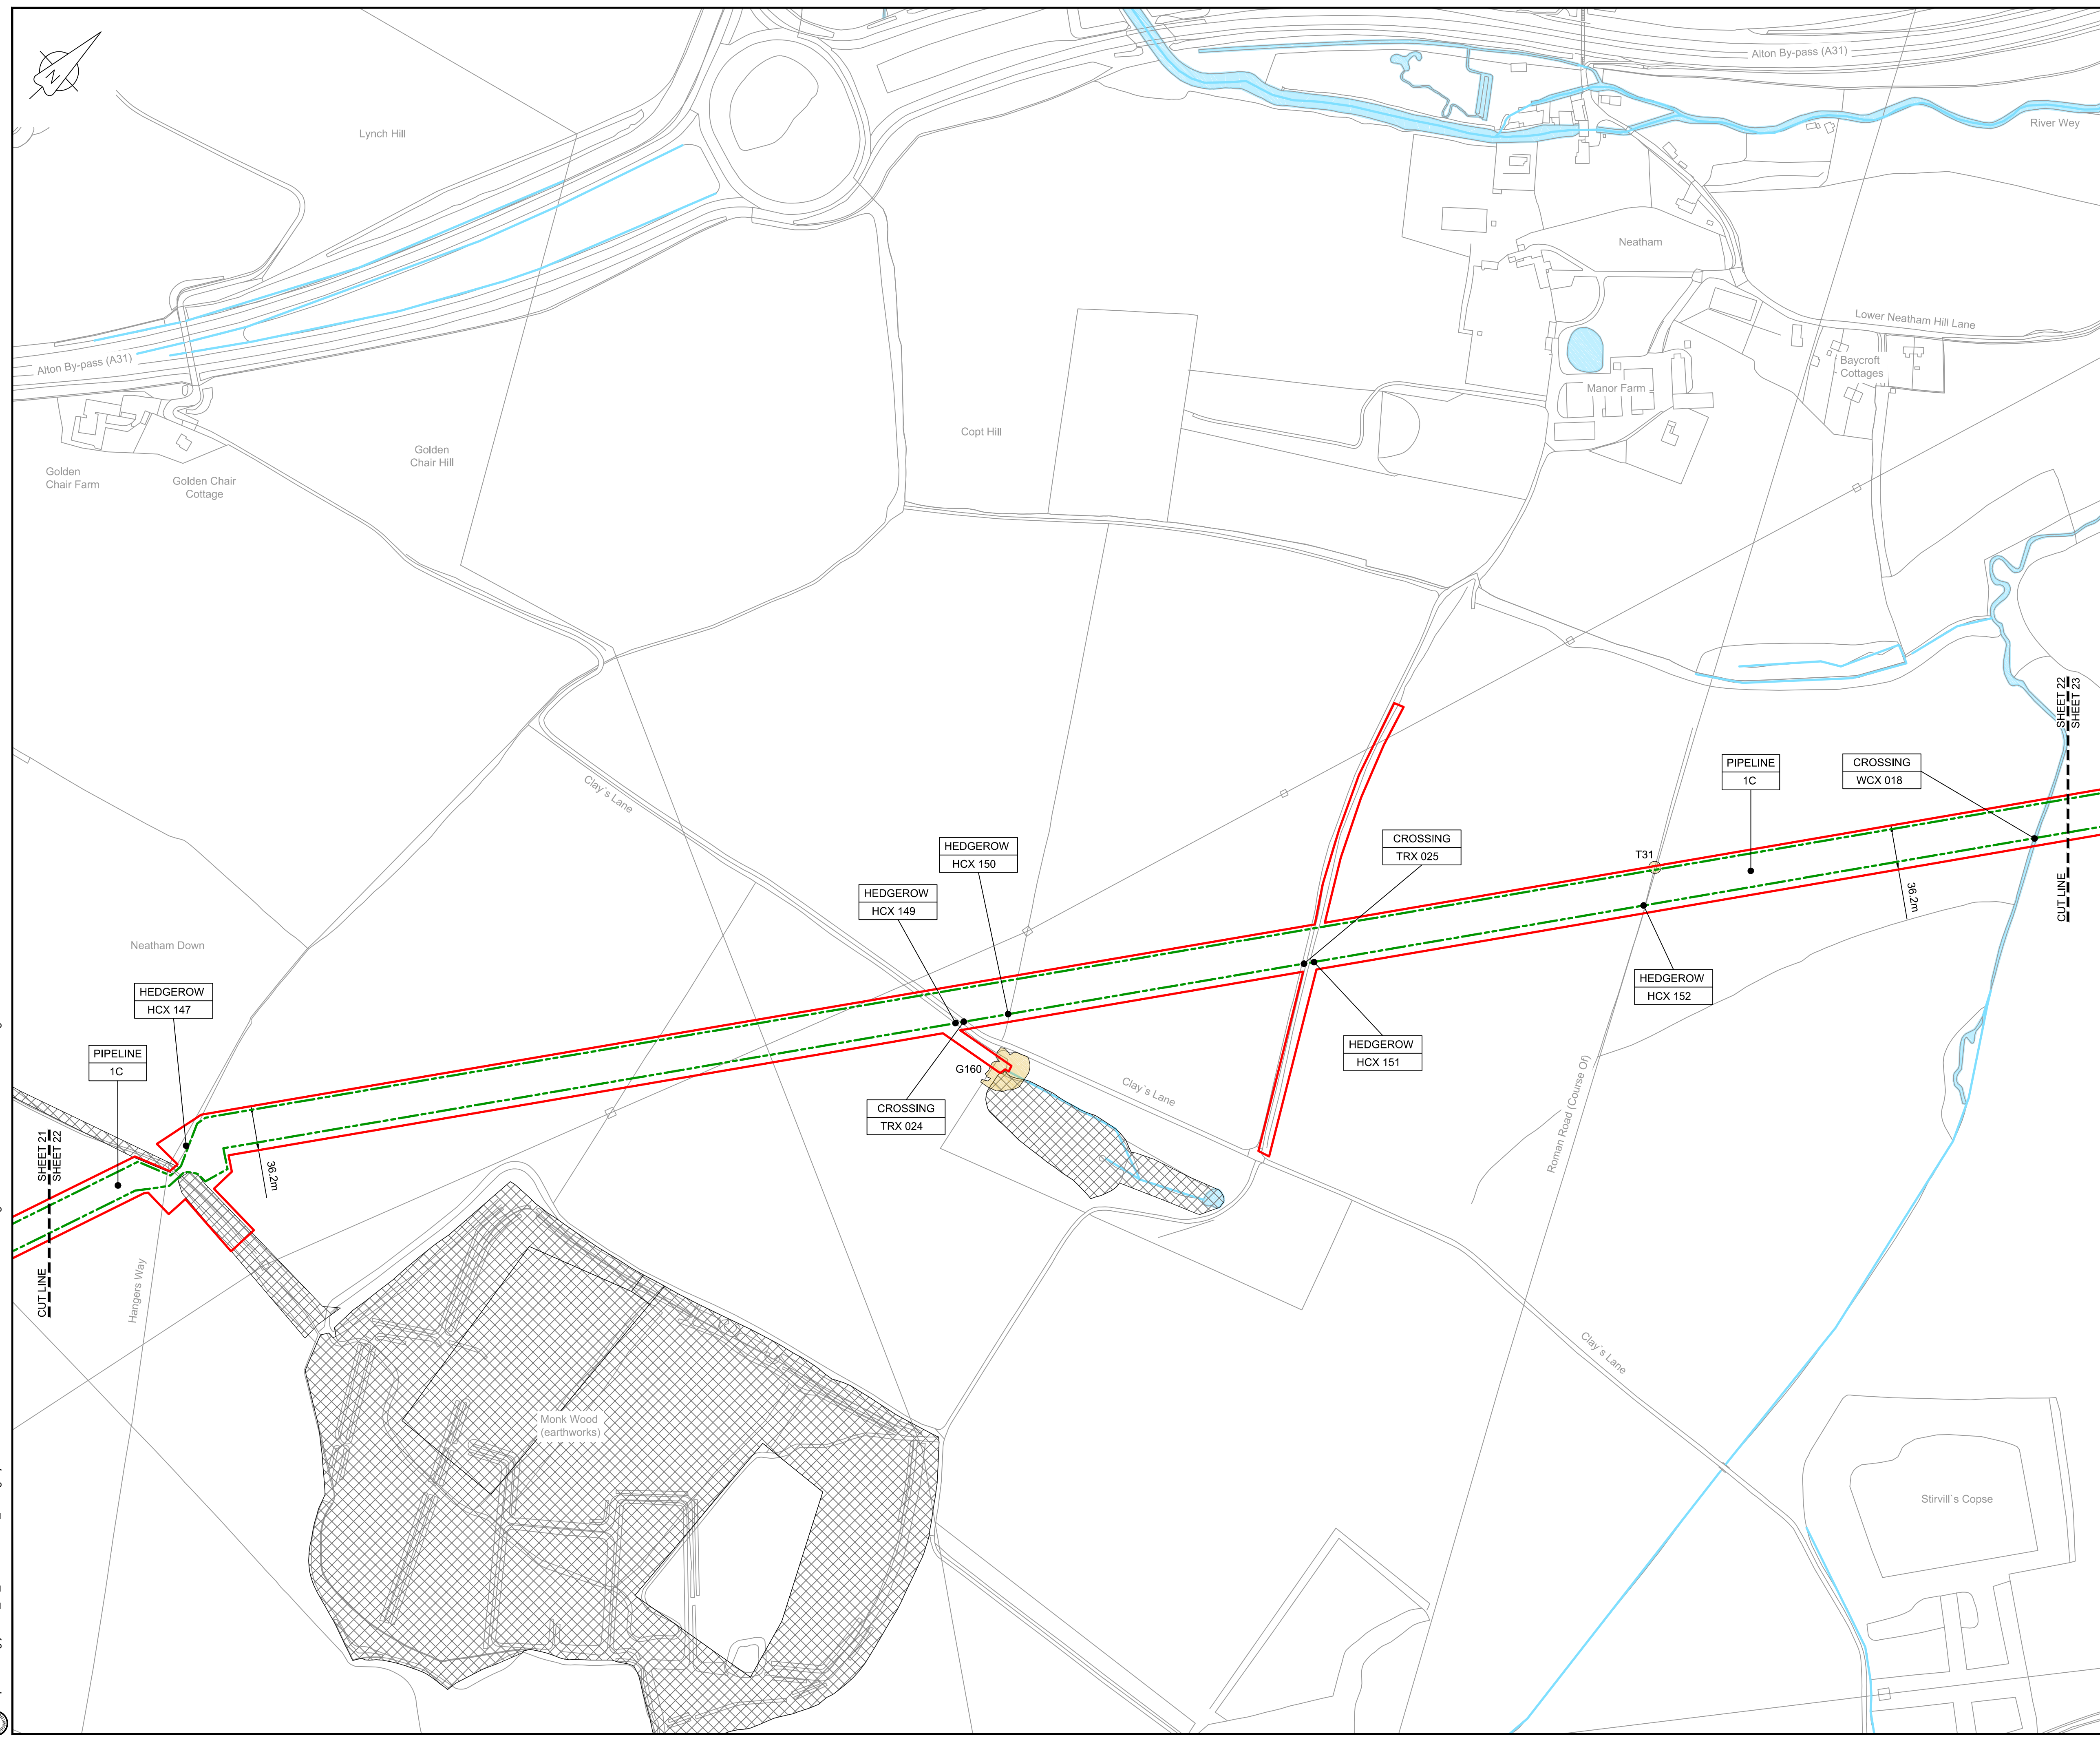 N
Alton By-pass (A31)
River Wey
Lynch Hill
Neatham
Lower Neatham Hill Lane
Baycroft
Cottages
Alton By-pass (A31)
Manor Farm
Copt Hill
Golden
Chair Hill
Golden
Chair Farm
Golden Chair
Cottage
SHEET 22
SHEET 23
CUT LINE
Clay's Lane
PIPELINE
1C
CROSSING
WCX 018
HEDGEROW
HCX 150
CROSSING
TRX 025
T31
36.2m
HEDGEROW
HCX 149
Neatham Down
HEDGEROW
HCX 147
HEDGEROW
HCX 152
PIPELINE
1C
HEDGEROW
HCX 151
G160
Clay's Lane
CROSSING
TRX 024
Roman Road (Course Of)
SHEET 21
SHEET 22
CUT LINE
36.2m
Hangers Way
Clay's Lane
Monk Wood
(earthworks)
Stirvill's Copse